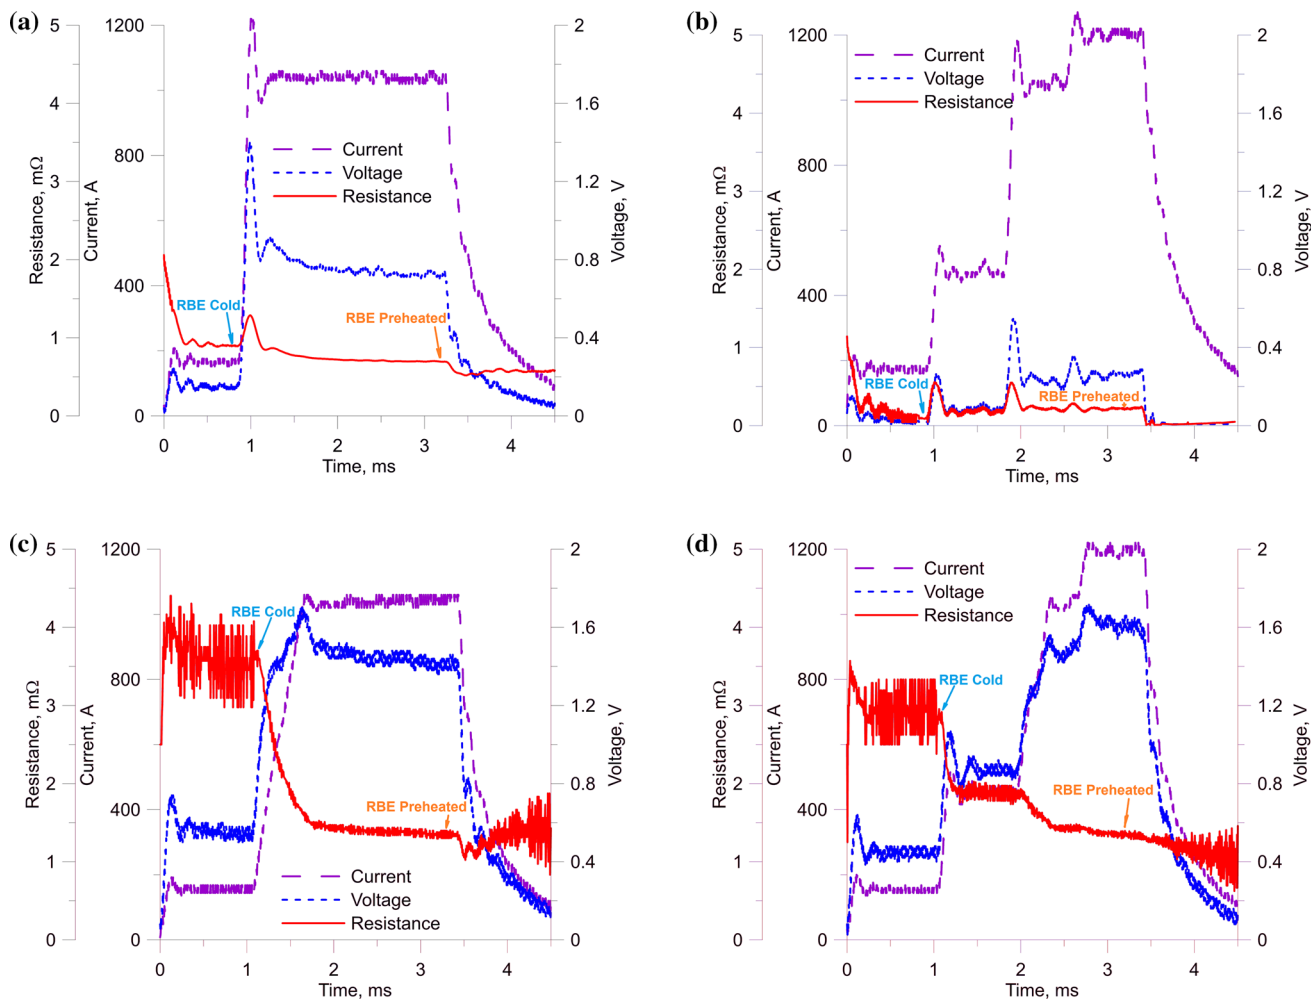 (a)
5
4
3
2
1
0
Resistance, mΩ
1200
800
400
0
Current, A
2
1.6
1.2
0.8
0.4
0
Voltage, V
Current
Voltage
Resistance
RBE Cold
RBE Preheated
0 1 2 3 4
Time, ms
(b)
5
4
3
2
1
0
Resistance, mΩ
1200
800
400
0
Current, A
2
1.6
1.2
0.8
0.4
0
Voltage, V
Current
Voltage
Resistance
RBE Cold
RBE Preheated
0 1 2 3 4
Time, ms
(c)
5
4
3
2
1
0
Resistance, mΩ
1200
800
400
0
Current, A
2
1.6
1.2
0.8
0.4
0
Voltage, V
RBE Cold
RBE Preheated
Current
Voltage
Resistance
0 1 2 3 4
Time, ms
(d)
5
4
3
2
1
0
Resistance, mΩ
1200
800
400
0
Current, A
2
1.6
1.2
0.8
0.4
0
Voltage, V
Current
Voltage
Resistance
RBE Cold
RBE Preheated
0 1 2 3 4
Time, ms